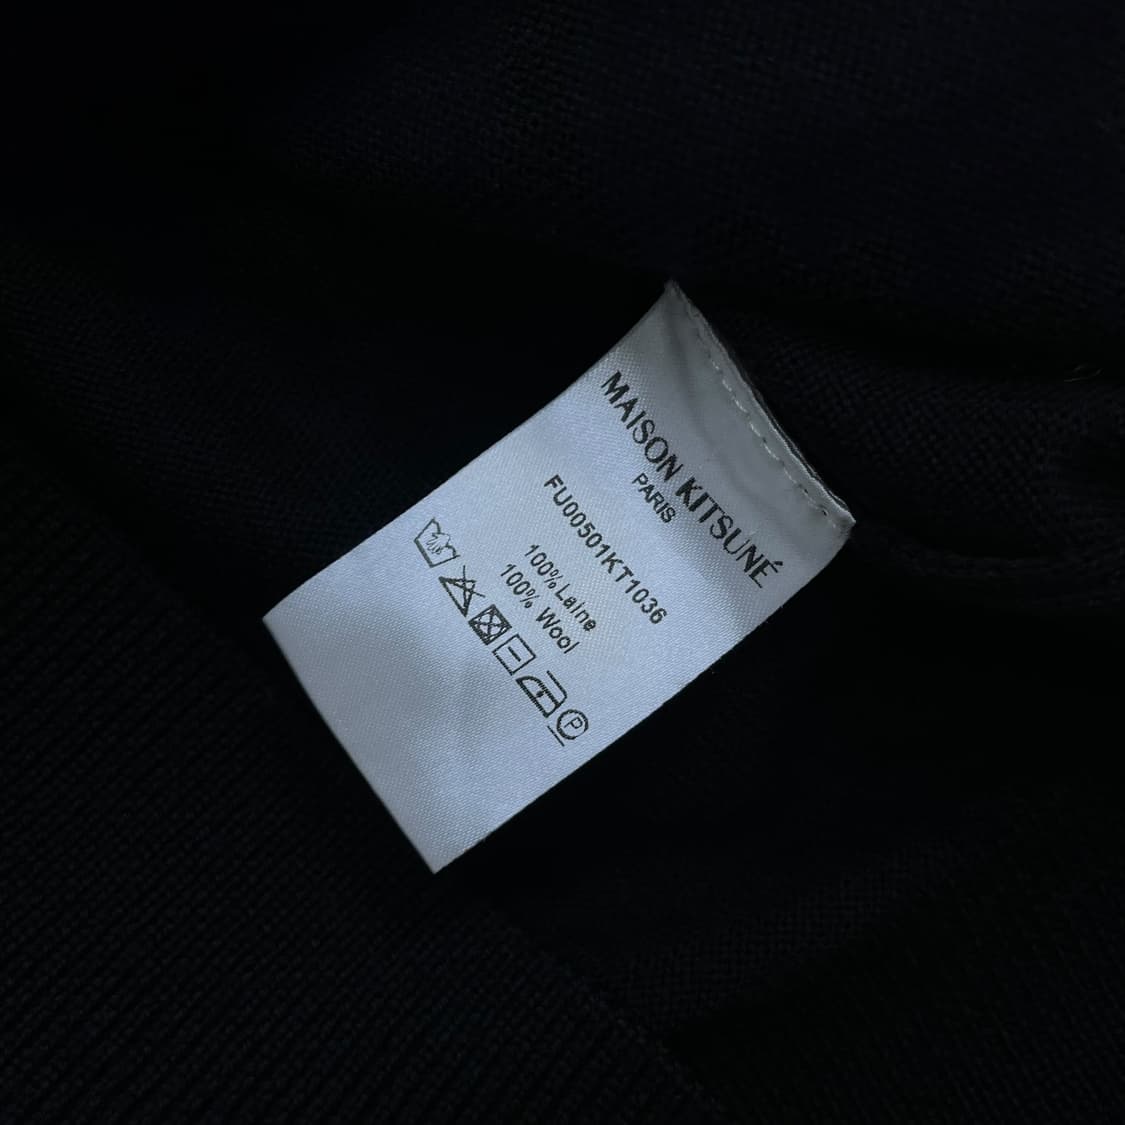 MAISON KITSUNÉ
PARIS
FU00501KT1036
100% Laine
100% Wool
P